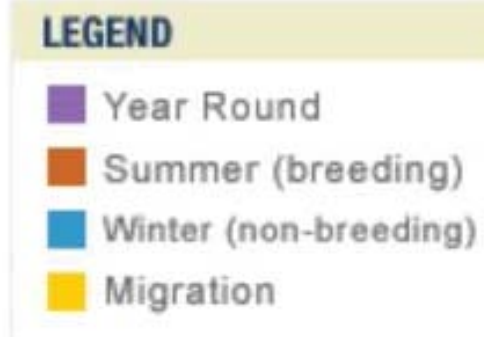 LEGEND
Year Round
Summer (breeding)
Winter (non-breeding)
Migration